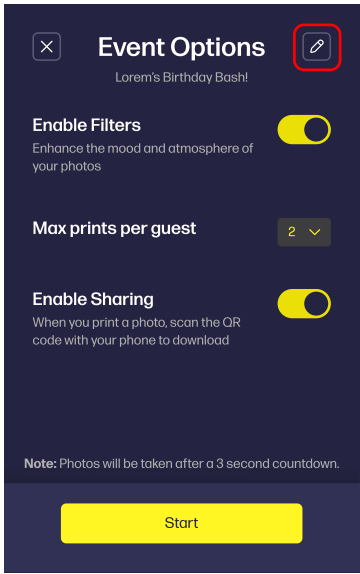 Event Options
Lorem's Birthday Bash!
Enable Filters
Enhance the mood and atmosphere of
your photos
Max prints per guest
2
Enable Sharing
When you print a photo, scan the QR
code with your phone to download
Note: Photos will be taken after a 3 second countdown.
Start